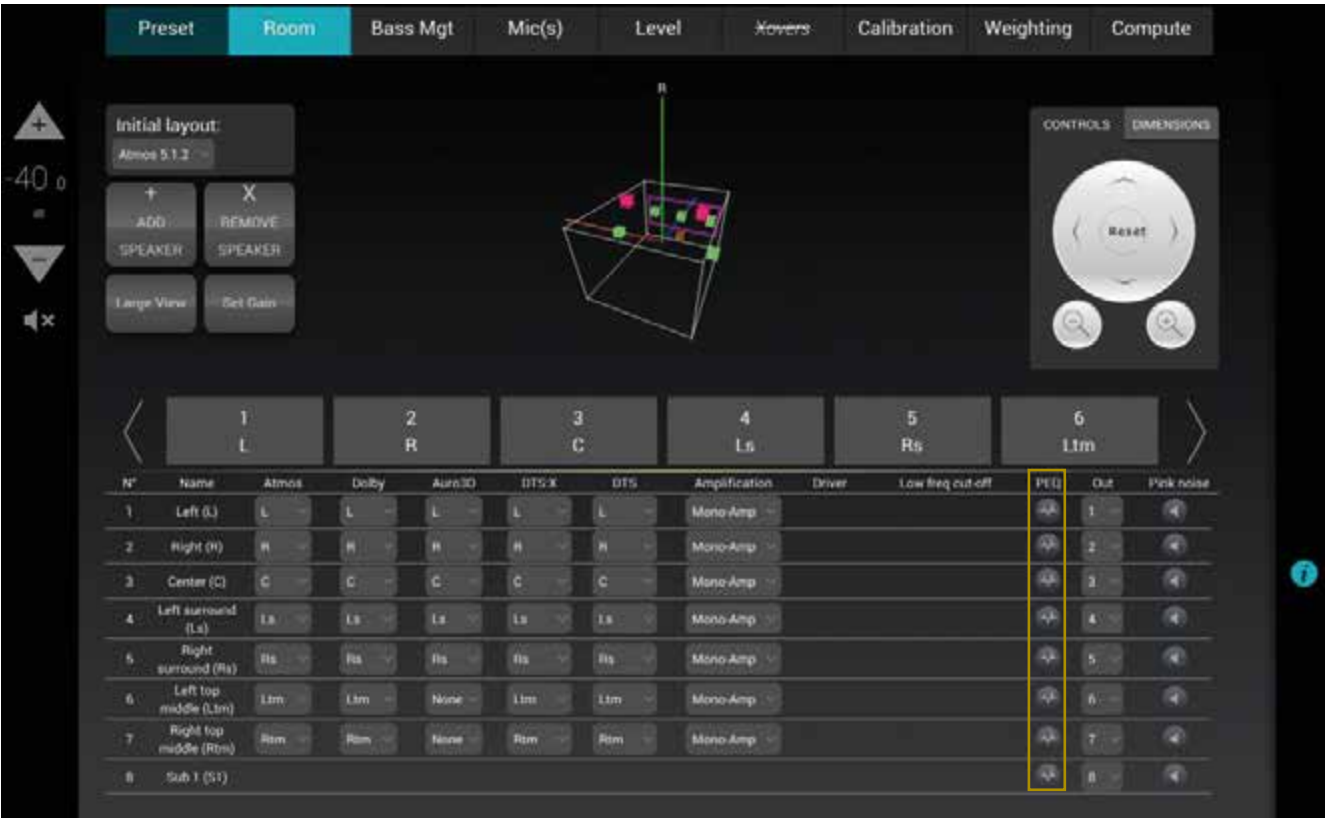 Preset Room Bass Mgt Mic(s) Level Xovers Calibration Weighting Compute
R
Initial layout:
Atmos 5.1.2
CONTROLS DIMENSIONS
-40 0
+ X
ADD REMOVE
SPEAKER SPEAKER
Reset
Large View Set Gain
1 2 3 4 5 6
L R C Ls Rs Ltm
N° Name Atmos Dolby Auro3D DTS:X DTS Amplification Driver Low freq cut-off PEQ Out Pink noise
1 Left (L) L L L L L Mono-Amp 1
2 Right (R) R R R R R Mono-Amp 2
3 Center (C) C C C C C Mono-Amp 3
4 Left surround (Ls) Ls Ls Ls Ls Ls Mono-Amp 4
5 Right surround (Rs) Rs Rs Rs Rs Rs Mono-Amp 5
6 Left top middle (Ltm) Ltm Ltm None Ltm Ltm Mono-Amp 6
7 Right top middle (Rtm) Rtm Rtm None Rtm Rtm Mono-Amp 7
8 Sub 1 (S1) 8
i